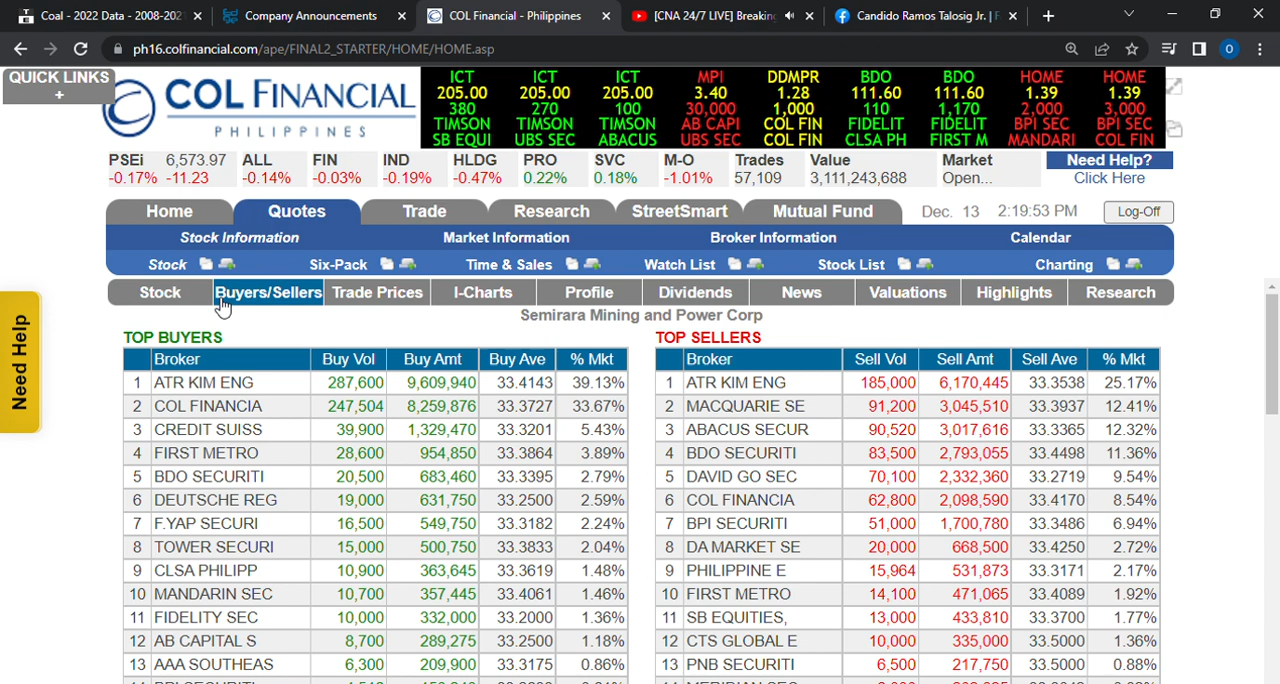 Coal - 2022 Data - 2008-202
Company Announcements
COL Financial - Philippines
[CNA 24/7 LIVE] Breakin
Candido Ramos Talosig Jr. | F
ph16.colfinancial.com/ape/FINAL2_STARTER/HOME/HOME.asp
QUICK LINKS
+
COL FINANCIAL
PHILIPPINES
ICT ICT ICT MPI DDMPR BDO BDO HOME HOME
205.00 205.00 205.00 3.40 1.28 111.60 111.60 1.39 1.39
380 270 100 30,000 1,000 110 1,170 2,000 3,000
TIMSON TIMSON TIMSON AB CAPI COL FIN FIDELIT FIDELIT BPI SEC BPI SEC
SB EQUI UBS SEC ABACUS UBS SEC COL FIN CLSA PH FIRST M MANDARI COL FIN
PSEi 6,573.97 ALL FIN IND HLDG PRO SVC M-O Trades Value Market
-0.17% -11.23 -0.14% -0.03% -0.19% -0.47% 0.22% 0.18% -1.01% 57,109 3,111,243,688 Open...
Need Help?
Click Here
Home Quotes Trade Research StreetSmart Mutual Fund Dec. 13 2:19:53 PM Log-Off
Stock Information Market Information Broker Information Calendar
Stock Six-Pack Time & Sales Watch List Stock List Charting
Stock Buyers/Sellers Trade Prices I-Charts Profile Dividends News Valuations Highlights Research
Need Help
Semirara Mining and Power Corp
TOP BUYERS
Broker Buy Vol Buy Amt Buy Ave % Mkt
1 ATR KIM ENG 287,600 9,609,940 33.4143 39.13%
2 COL FINANCIA 247,504 8,259,876 33.3727 33.67%
3 CREDIT SUISS 39,900 1,329,470 33.3201 5.43%
4 FIRST METRO 28,600 954,850 33.3864 3.89%
5 BDO SECURITI 20,500 683,460 33.3395 2.79%
6 DEUTSCHE REG 19,000 631,750 33.2500 2.59%
7 F.YAP SECURI 16,500 549,750 33.3182 2.24%
8 TOWER SECURI 15,000 500,750 33.3833 2.04%
9 CLSA PHILIPP 10,900 363,645 33.3619 1.48%
10 MANDARIN SEC 10,700 357,445 33.4061 1.46%
11 FIDELITY SEC 10,000 332,000 33.2000 1.36%
12 AB CAPITAL S 8,700 289,275 33.2500 1.18%
13 AAA SOUTHEAS 6,300 209,900 33.3175 0.86%
TOP SELLERS
Broker Sell Vol Sell Amt Sell Ave % Mkt
1 ATR KIM ENG 185,000 6,170,445 33.3538 25.17%
2 MACQUARIE SE 91,200 3,045,510 33.3937 12.41%
3 ABACUS SECUR 90,520 3,017,616 33.3365 12.32%
4 BDO SECURITI 83,500 2,793,055 33.4498 11.36%
5 DAVID GO SEC 70,100 2,332,360 33.2719 9.54%
6 COL FINANCIA 62,800 2,098,590 33.4170 8.54%
7 BPI SECURITI 51,000 1,700,780 33.3486 6.94%
8 DA MARKET SE 20,000 668,500 33.4250 2.72%
9 PHILIPPINE E 15,964 531,873 33.3171 2.17%
10 FIRST METRO 14,100 471,065 33.4089 1.92%
11 SB EQUITIES, 13,000 433,810 33.3700 1.77%
12 CTS GLOBAL E 10,000 335,000 33.5000 1.36%
13 PNB SECURITI 6,500 217,750 33.5000 0.88%